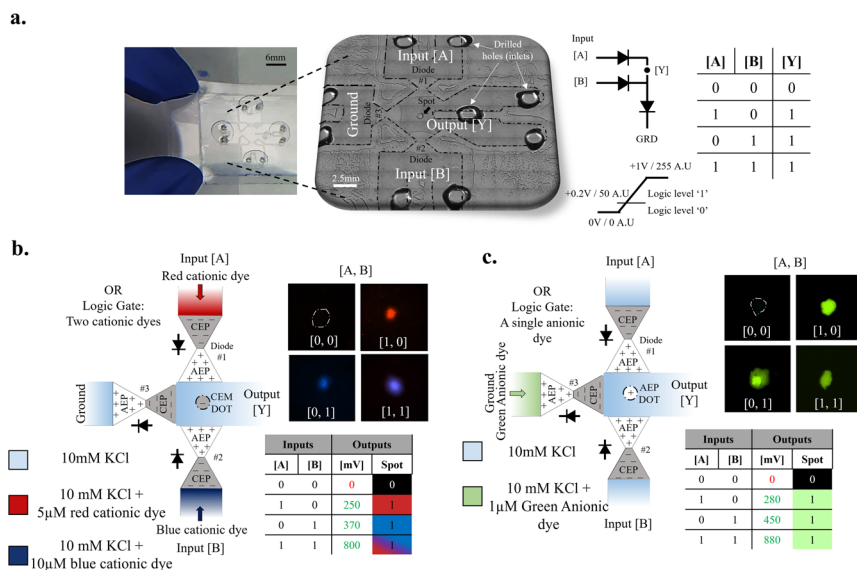 a.
6mm
Input [A]
Diode
#1
Drilled
holes (inlets)
Ground
Diode
#3
Spot
Output [Y]
#2
Diode
Input [B]
2.5mm
Input
[A]
[B]
[Y]
GRD
+1V / 255 A.U
+0.2V / 50 A.U
Logic level ‘1’
Logic level ‘0’
0V / 0 A.U
[A] [B] [Y]
0 0 0
1 0 1
0 1 1
1 1 1
b.
OR
Logic Gate:
Two cationic dyes
Input [A]
Red cationic dye
CEP
Diode
#1
AEP
Ground
AEP
#3
CEP
CEM
DOT
Output
[Y]
AEP
#2
CEP
Blue cationic dye
Input [B]
10mM KCl
10 mM KCl +
5µM red cationic dye
10 mM KCl +
10µM blue cationic dye
[A, B]
[0, 0] [1, 0]
[0, 1] [1, 1]
Inputs Outputs
[A] [B] [mV] Spot
0 0 0 0
1 0 250 1
0 1 370 1
1 1 800 1
c.
OR
Logic Gate:
A single anionic
dye
Input [A]
CEP
Diode
#1
AEP
Ground
Green Anionic dye
AEP
#3
CEP
AEP
DOT
Output
[Y]
AEP
#2
CEP
Input [B]
10mM KCl
10 mM KCl +
1µM Green Anionic
dye
[A, B]
[0, 0] [1, 0]
[0, 1] [1, 1]
Inputs Outputs
[A] [B] [mV] Spot
0 0 0 0
1 0 280 1
0 1 450 1
1 1 880 1